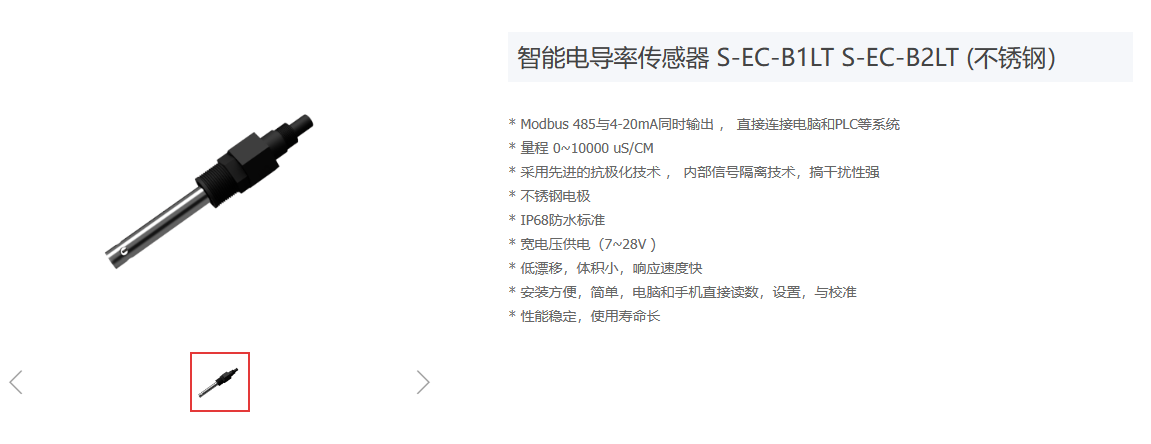 智能电导率传感器 S-EC-B1LT S-EC-B2LT (不锈钢）
* Modbus 485与4-20mA同时输出 ， 直接连接电脑和PLC等系统
* 量程 0~10000 uS/CM
* 采用先进的抗极化技术 ， 内部信号隔离技术，搞干扰性强
* 不锈钢电极
* IP68防水标准
* 宽电压供电（7~28V ）
* 低漂移，体积小，响应速度快
* 安装方便，简单，电脑和手机直接读数，设置，与校准
* 性能稳定，使用寿命长